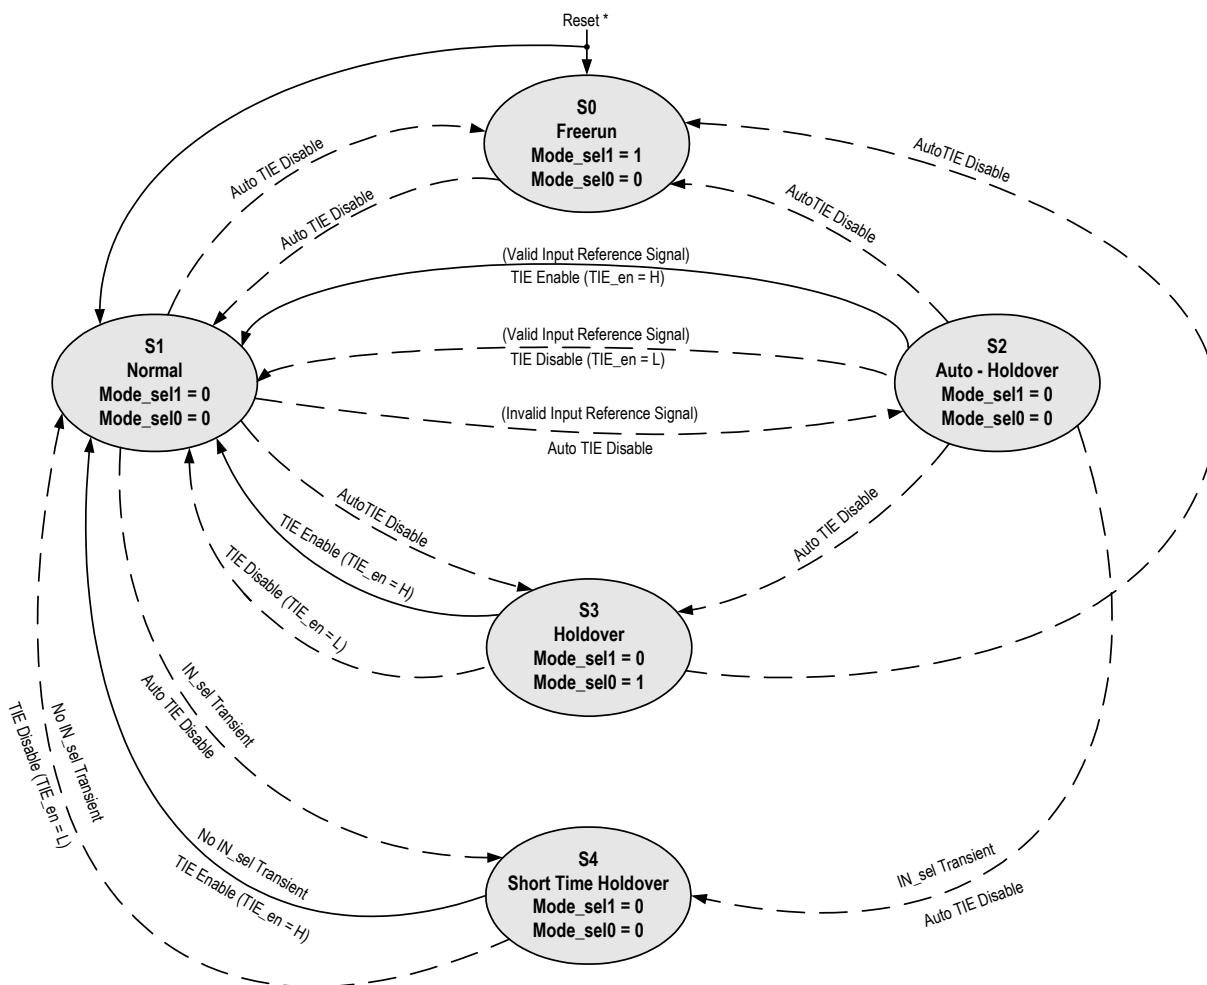 Reset *
S0
Freerun
Mode_sel1 = 1
Mode_sel0 = 0
Auto TIE Disable
Auto TIE Disable
AutoTIE Disable
AutoTIE Disable
(Valid Input Reference Signal)
TIE Enable (TIE_en = H)
S1
Normal
Mode_sel1 = 0
Mode_sel0 = 0
(Valid Input Reference Signal)
TIE Disable (TIE_en = L)
(Invalid Input Reference Signal)
Auto TIE Disable
S2
Auto - Holdover
Mode_sel1 = 0
Mode_sel0 = 0
AutoTIE Disable
TIE Enable (TIE_en = H)
TIE Disable (TIE_en = L)
Auto TIE Disable
S3
Holdover
Mode_sel1 = 0
Mode_sel0 = 1
IN_sel Transient
Auto TIE Disable
No IN_sel Transient
TIE Disable (TIE_en = L)
No IN_sel Transient
TIE Enable (TIE_en = H)
S4
Short Time Holdover
Mode_sel1 = 0
Mode_sel0 = 0
IN_sel Transient
Auto TIE Disable